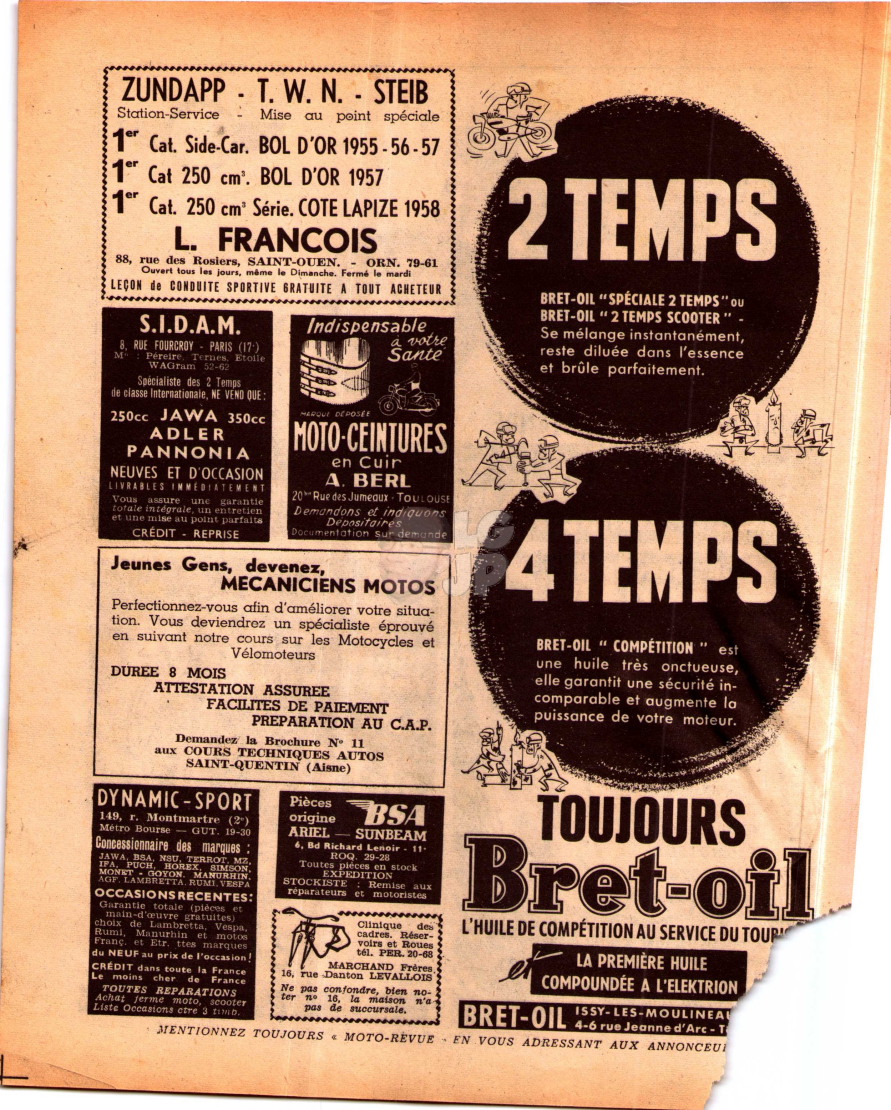 ZUNDAPP - T. W. N. - STEIB
Station-Service - Mise au point spéciale
1er Cat. Side-Car. BOL D'OR 1955-56-57
1er Cat 250 cm³. BOL D'OR 1957
1er Cat. 250 cm³ Série. COTE LAPIZE 1958
L. FRANCOIS
88, rue des Rosiers, SAINT-OUEN. - ORN. 79-61
Ouvert tous les jours, même le Dimanche. Fermé le mardi
LEÇON de CONDUITE SPORTIVE GRATUITE A TOUT ACHETEUR
S.I.D.A.M.
8, RUE FOURCROY - PARIS (17e)
Mos : Péreire, Ternes, Etoile
WAGram 52-62
Spécialiste des 2 Temps
de classe Internationale, NE VEND QUE :
250cc JAWA 350cc
ADLER
PANNONIA
NEUVES ET D'OCCASION
LIVRABLES IMMÉDIATEMENT
Vous assure une garantie
totale intégrale, un entretien
et une mise au point parfaits
CRÉDIT - REPRISE
Indispensable
à votre
Santé
MARQUE DÉPOSÉE
MOTO-CEINTURES
en Cuir
A. BERL
20bis Rue des Jumeaux - TOULOUSE
Demandons et indiquons
Dépositaires
Documentation sur demande
Jeunes Gens, devenez,
MECANICIENS MOTOS
Perfectionnez-vous afin d'améliorer votre situa-
tion. Vous deviendrez un spécialiste éprouvé
en suivant notre cours sur les Motocycles et
Vélomoteurs
DUREE 8 MOIS
ATTESTATION ASSUREE
FACILITES DE PAIEMENT
PREPARATION AU C.A.P.
Demandez la Brochure N° 11
aux COURS TECHNIQUES AUTOS
SAINT-QUENTIN (Aisne)
DYNAMIC-SPORT
149, r. Montmartre (2e)
Métro Bourse — GUT. 19-30
Concessionnaire des marques :
JAWA, BSA, NSU, TERROT, MZ,
IFA, PUCH, HOREX, SIMSON,
MONET-GOYON, MANURHIN,
AGF, LAMBRETTA, RUMI, VESPA
OCCASIONS RECENTES :
Garantie totale (pièces et
main-d'œuvre gratuites)
choix de Lambretta, Vespa,
Rumi, Manurhin et motos
Franç. et Etr. ttes marques
du NEUF au prix de l'occasion !
CRÉDIT dans toute la France
Le moins cher de France
TOUTES REPARATIONS
Achat ferme moto, scooter
Liste Occasions ctre 3 timb.
Pièces
origine BSA
ARIEL — SUNBEAM
6, Bd Richard Lenoir - 11e
ROQ. 29-28
Toutes pièces en stock
EXPEDITION
STOCKISTE : Remise aux
réparateurs et motoristes
Clinique des
cadres, Réser-
voirs et Roues
tél. PER. 20-68
MARCHAND Frères
16, rue Danton LEVALLOIS
Ne pas confondre, bien no-
ter n° 16, la maison n'a
pas de succursale.
2 TEMPS
BRET-OIL "SPÉCIALE 2 TEMPS" ou
BRET-OIL "2 TEMPS SCOOTER" -
Se mélange instantanément,
reste diluée dans l'essence
et brûle parfaitement.
4 TEMPS
BRET-OIL "COMPÉTITION" est
une huile très onctueuse,
elle garantit une sécurité in-
comparable et augmente la
puissance de votre moteur.
TOUJOURS
Bret-oil
L'HUILE DE COMPÉTITION AU SERVICE DU
et LA PREMIÈRE HUILE
COMPOUNDÉE A L'ELEKTRION
BRET-OIL ISSY-LES-MOULINEAU
4-6 rue Jeanne d'Arc -
MENTIONNEZ TOUJOURS « MOTO-REVUE » EN VOUS ADRESSANT AUX ANNONCEU
LG
JP